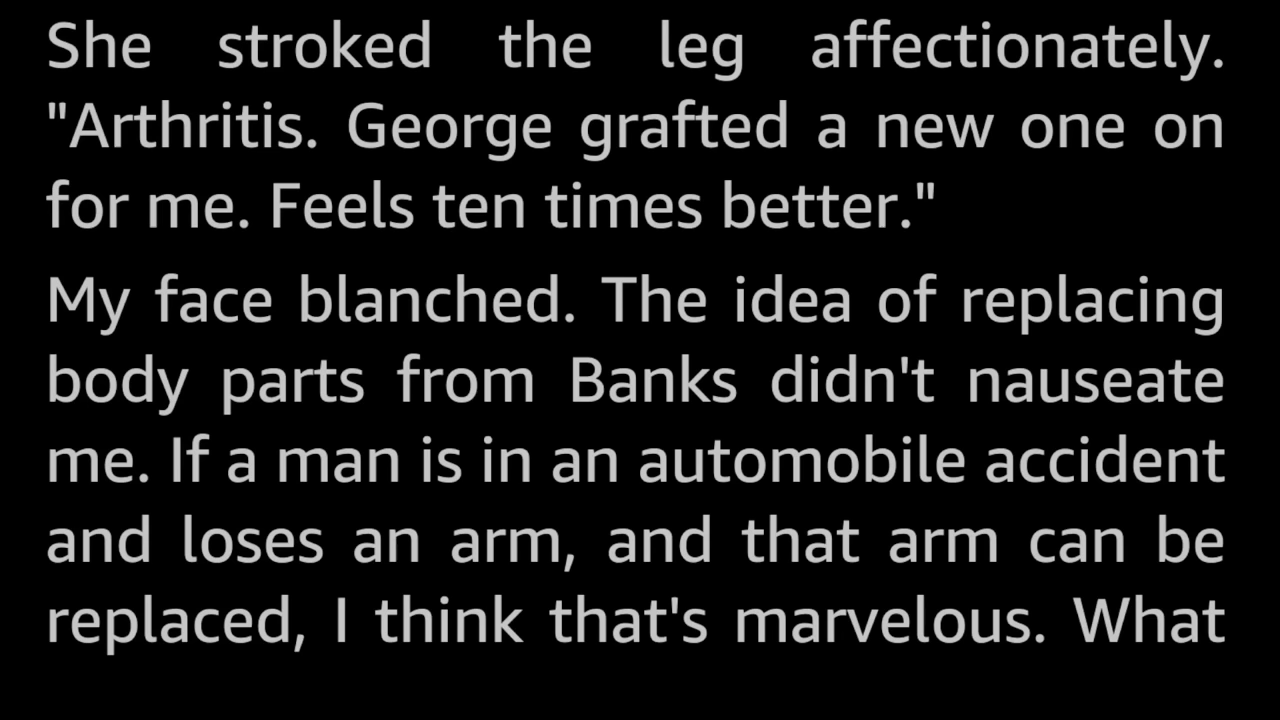 She stroked the leg affectionately.
"Arthritis. George grafted a new one on
for me. Feels ten times better."
My face blanched. The idea of replacing
body parts from Banks didn't nauseate
me. If a man is in an automobile accident
and loses an arm, and that arm can be
replaced, I think that's marvelous. What